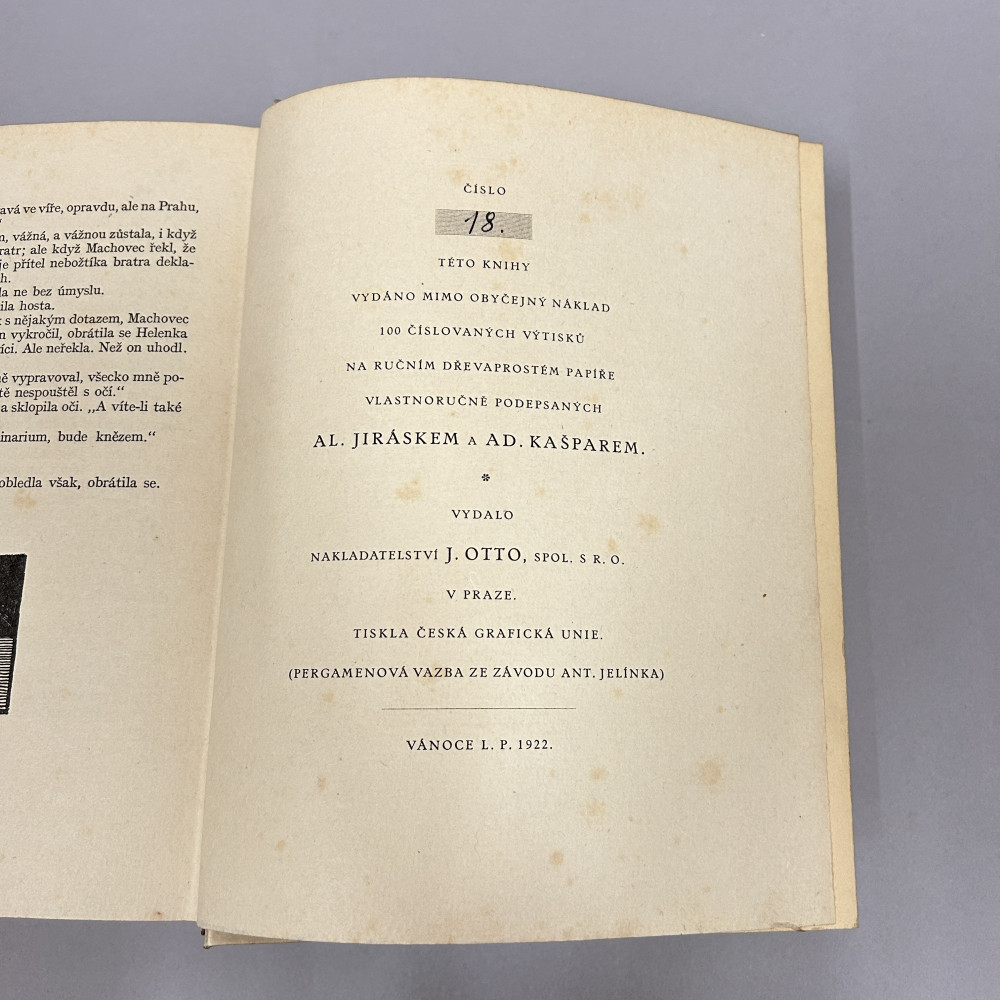 avá ve víře, opravdu, ale na Prahu,
“
, vážná, a vážnou zůstala, i když
ratr; ale když Machovec řekl, že
je přítel nebožtíka bratra dekla-
h.
la ne bez úmyslu.
ila hosta.
s nějakým dotazem, Machovec
n vykročil, obrátila se Helenka
íci. Ale neřekla. Než on uhodl.
ě vypravoval, všecko mně po-
tě nespouštěl s očí.“
a sklopila oči. „A víte-li také
inarium, bude knězem.“
obledla však, obrátila se.
ČÍSLO
18.
TÉTO KNIHY
VYDÁNO MIMO OBYČEJNÝ NÁKLAD
100 ČÍSLOVANÝCH VÝTISKŮ
NA RUČNÍM DŘEVAPROSTÉM PAPÍŘE
VLASTNORUČNĚ PODEPSANÝCH
AL. JIRÁSKEM A AD. KAŠPAREM.
*
VYDALO
NAKLADATELSTVÍ J. OTTO, SPOL. S R. O.
V PRAZE.
TISKLA ČESKÁ GRAFICKÁ UNIE.
(PERGAMENOVÁ VAZBA ZE ZÁVODU ANT. JELÍNKA)
VÁNOCE L. P. 1922.